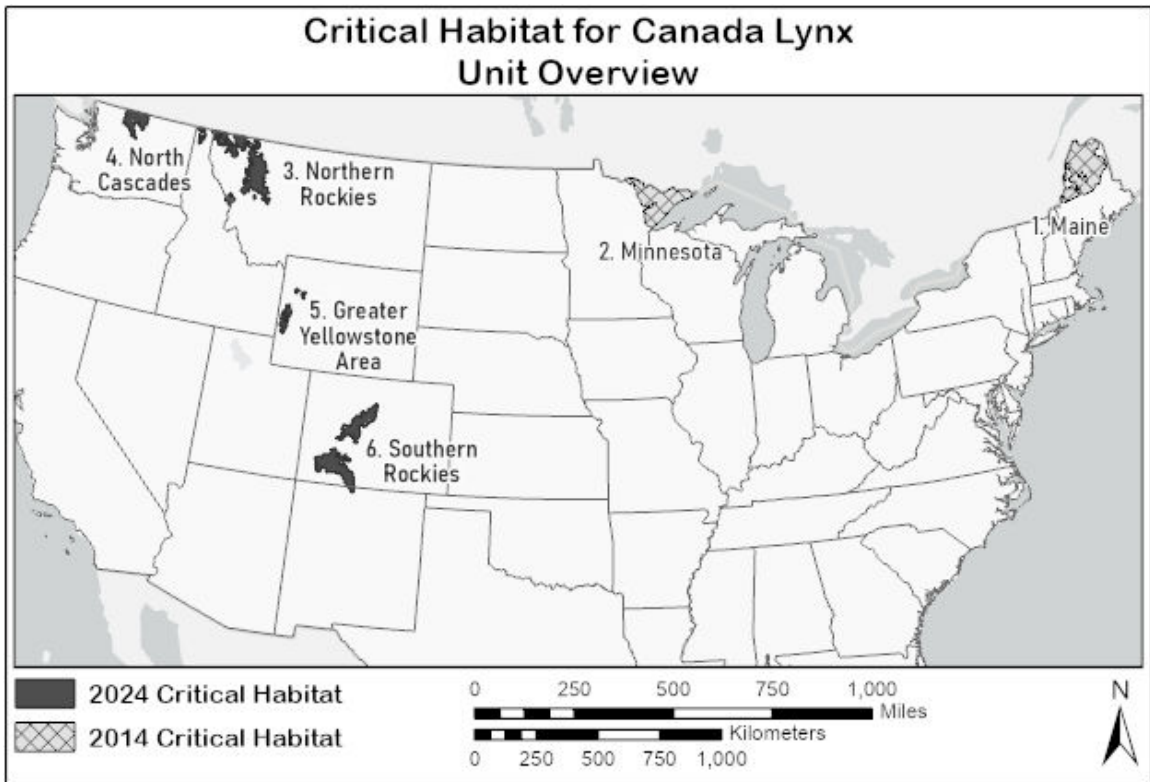 Critical Habitat for Canada Lynx
Unit Overview
4. North
Cascades
3. Northern
Rockies
1. Maine
2. Minnesota
5. Greater
Yellowstone
Area
6. Southern
Rockies
2024 Critical Habitat
2014 Critical Habitat
0 250 500 750 1,000
Miles
Kilometers
0 250 500 750 1,000
N